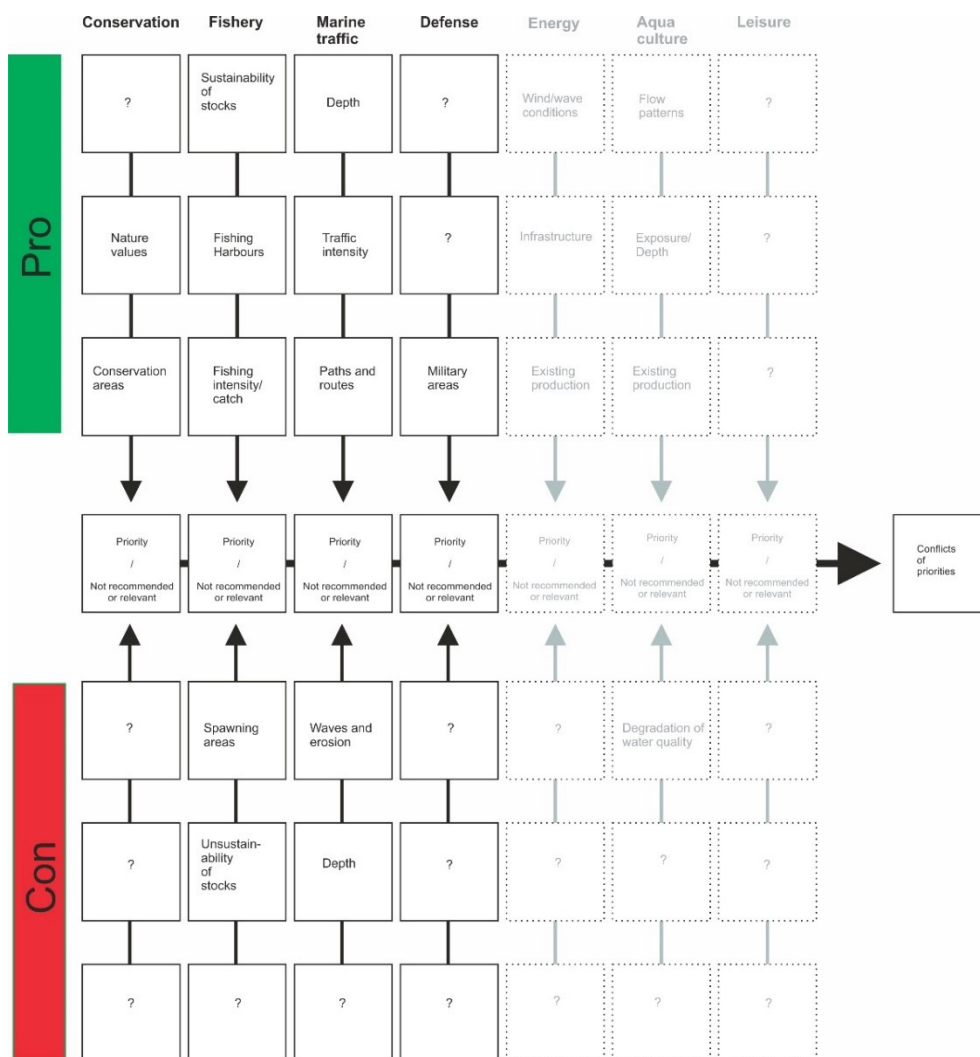 Conservation
Fishery
Marine
traffic
Defense
Energy
Aqua
culture
Leisure
Pro
?
Sustainability
of
stocks
Depth
?
Wind/wave
conditions
Flow
patterns
?
Nature
values
Fishing
Harbours
Traffic
intensity
?
Infrastructure
Exposure/
Depth
?
Conservation
areas
Fishing
intensity/
catch
Paths and
routes
Military
areas
Existing
production
Existing
production
?
Priority
/
Not recommended
or relevant
Priority
/
Not recommended
or relevant
Priority
/
Not recommended
or relevant
Priority
/
Not recommended
or relevant
Priority
/
Not recommended
or relevant
Priority
/
Not recommended
or relevant
Priority
/
Not recommended
or relevant
Conflicts
of
priorities
Con
?
Spawning
areas
Waves and
erosion
?
?
Degradation of
water quality
?
?
Unsustain-
ability
of
stocks
Depth
?
?
?
?
?
?
?
?
?
?
?